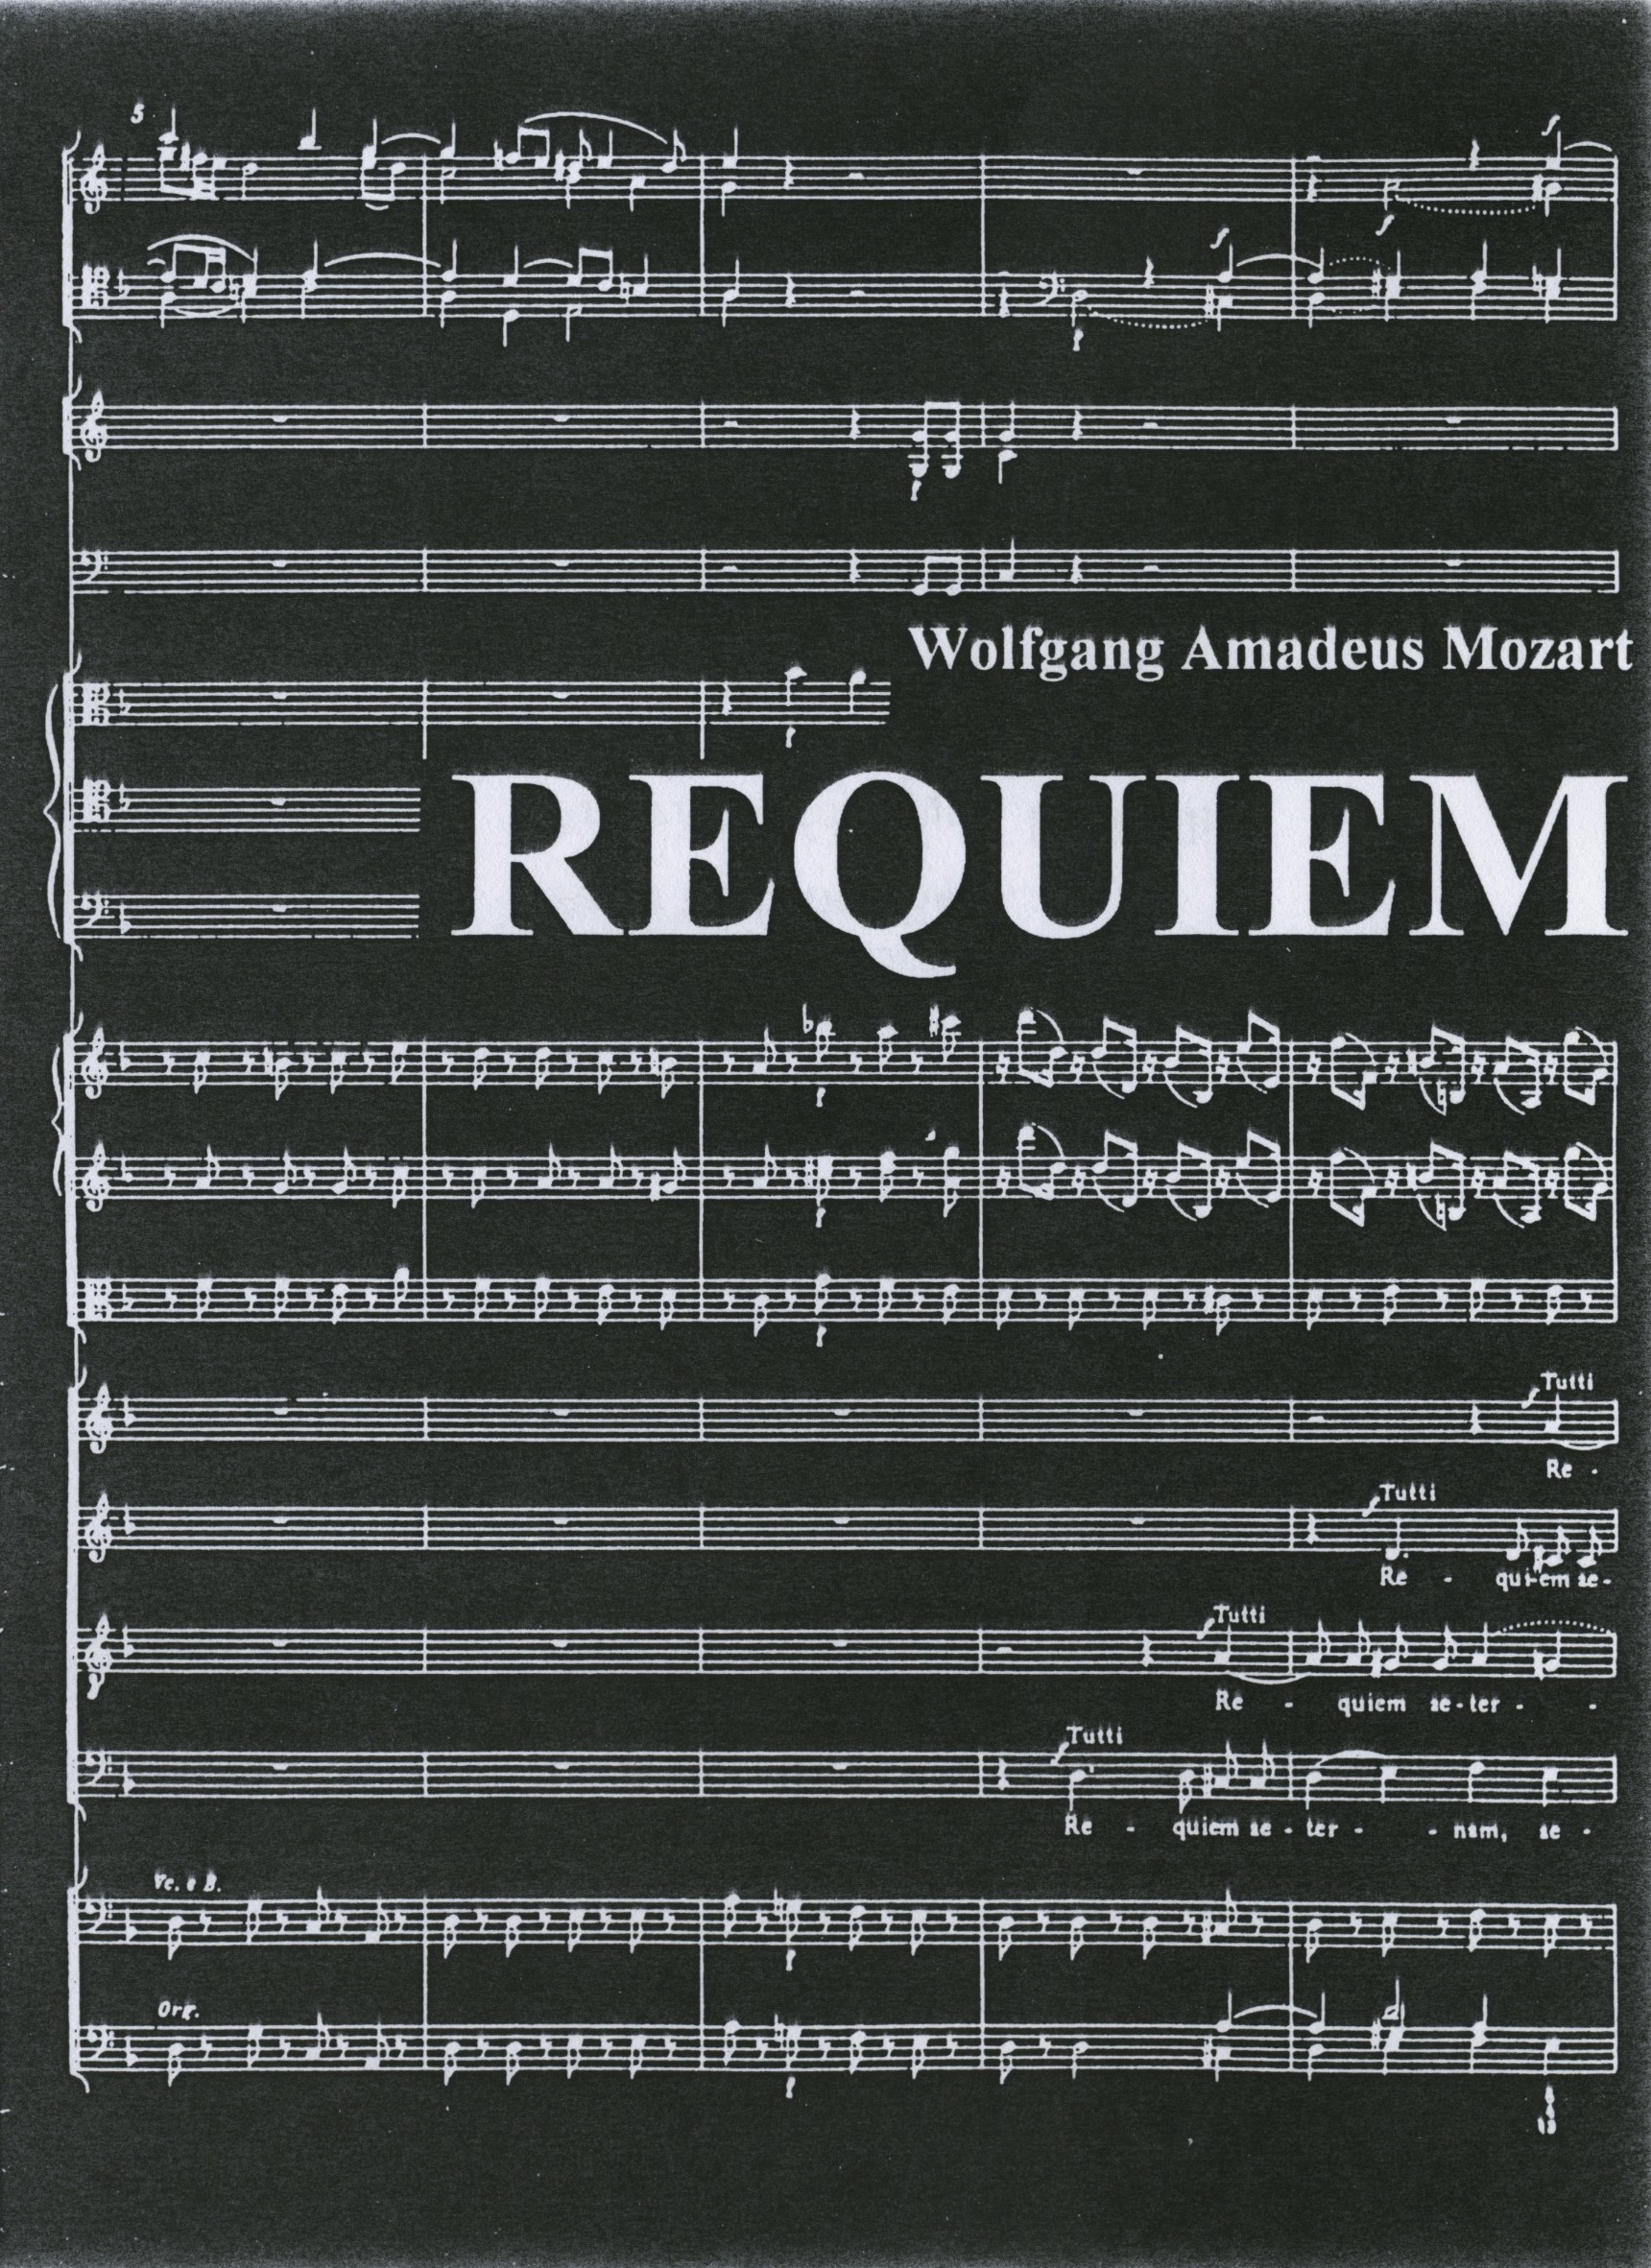 5
f
f
f
f
f
Wolfgang Amadeus Mozart
f
REQUIEM
f
f
f
f Tutti
Re -
f Tutti
Re - qui-em ae-
f Tutti
Re - quiem ae-ter - -
f Tutti
Re - quiem ae - ter - - nam, ae -
Vc. e B.
f
Org.
f